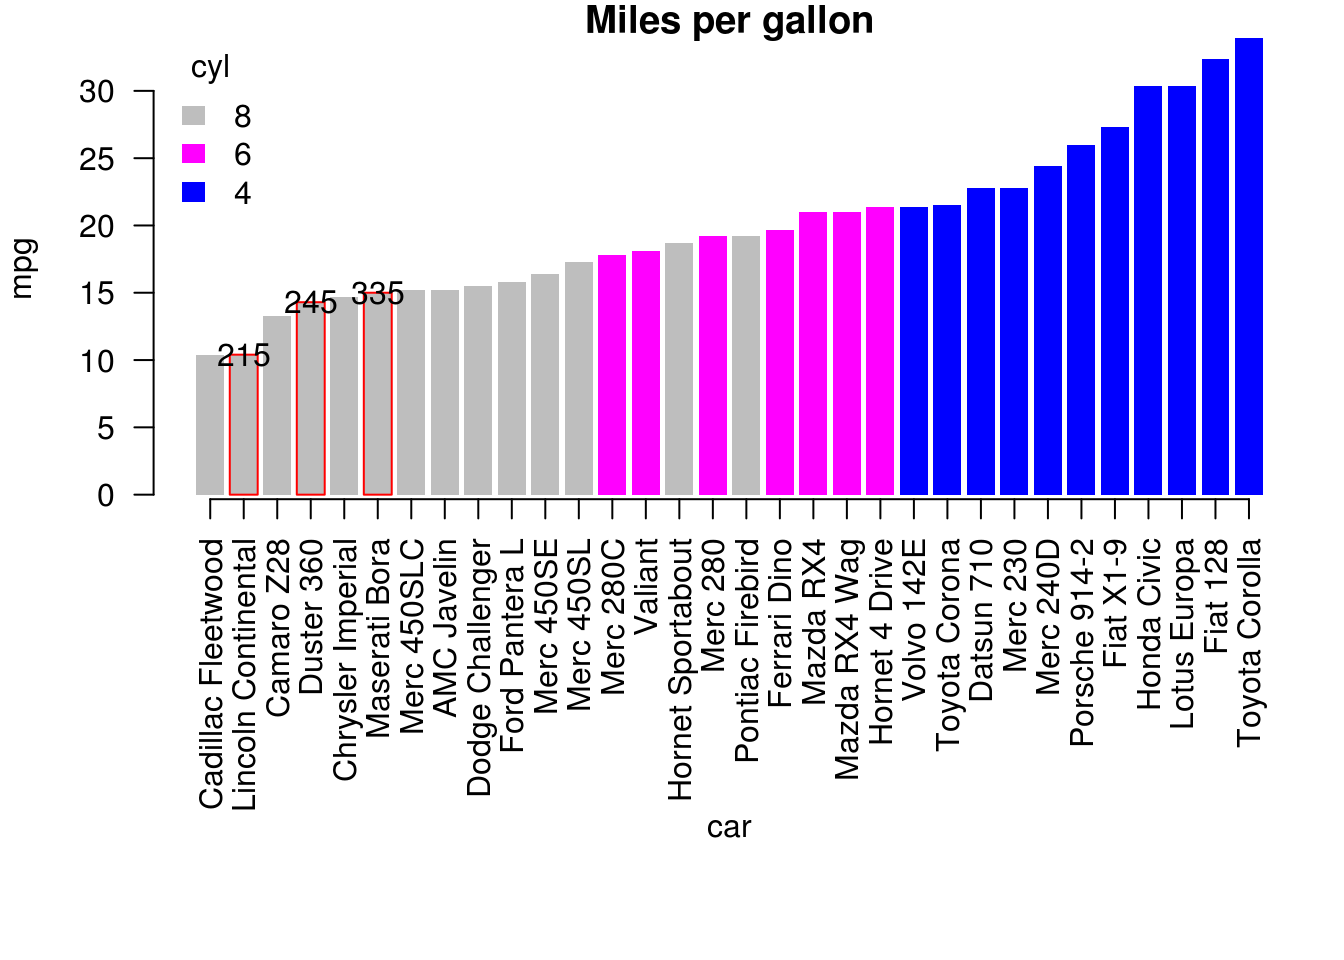 Miles per gallon
cyl
8
6
4
mpg
30
25
20
15
10
5
0
215
245
335
Cadillac Fleetwood
Lincoln Continental
Camaro Z28
Duster 360
Chrysler Imperial
Maserati Bora
Merc 450SLC
AMC Javelin
Dodge Challenger
Ford Pantera L
Merc 450SE
Merc 450SL
Merc 280C
Valiant
Hornet Sportabout
Merc 280
Pontiac Firebird
Ferrari Dino
Mazda RX4
Mazda RX4 Wag
Hornet 4 Drive
Volvo 142E
Toyota Corona
Datsun 710
Merc 230
Merc 240D
Porsche 914-2
Fiat X1-9
Honda Civic
Lotus Europa
Fiat 128
Toyota Corolla
car